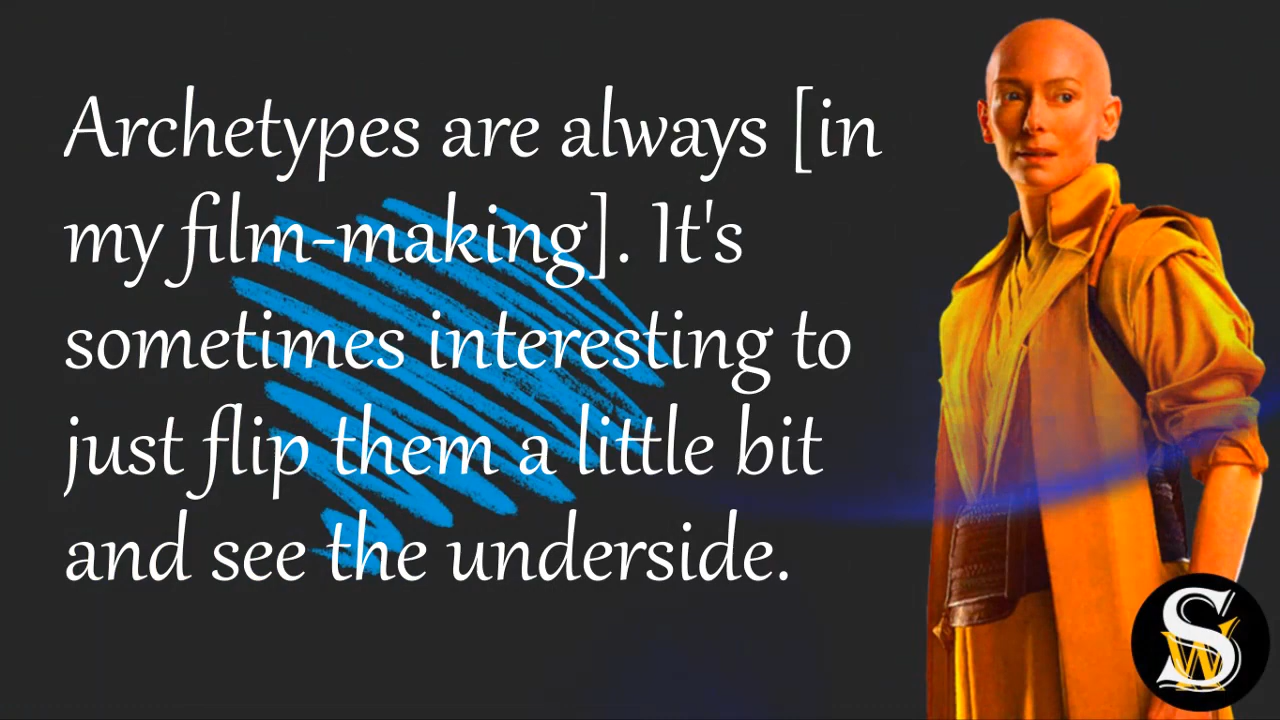 Archetypes are always [in
my film-making]. It's
sometimes interesting to
just flip them a little bit
and see the underside.
SW